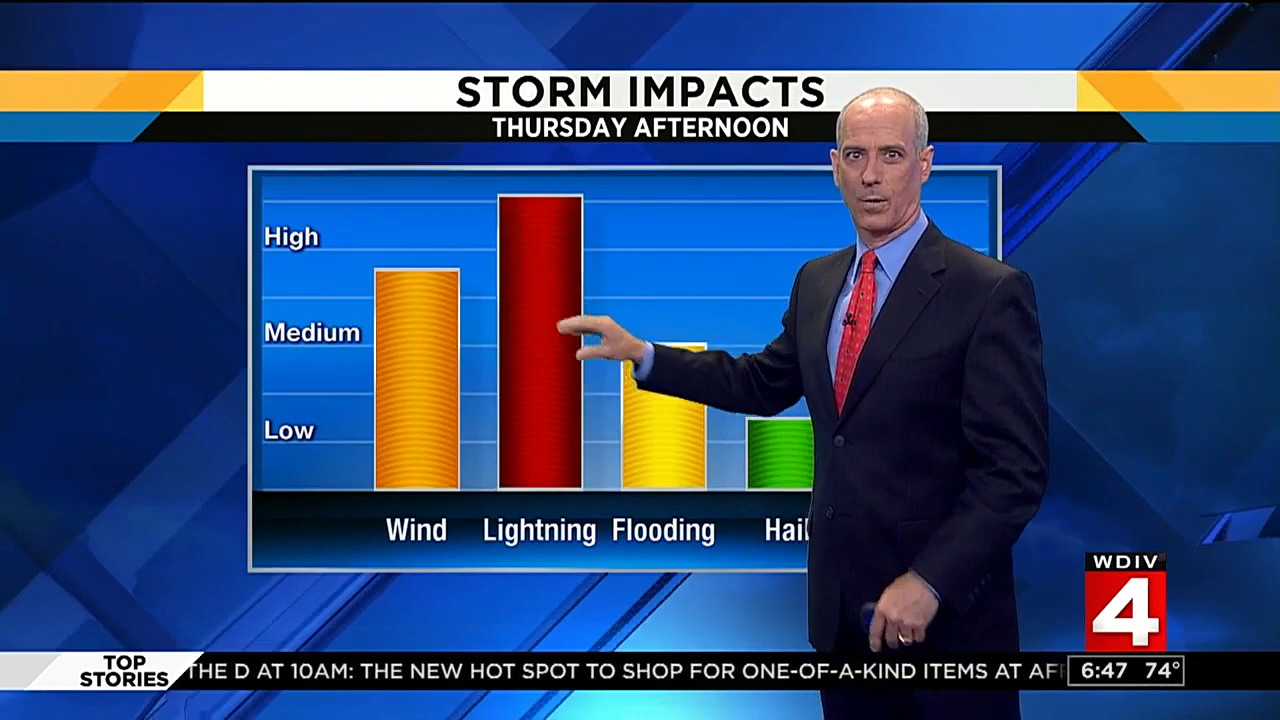 STORM IMPACTS
THURSDAY AFTERNOON
High
Medium
Low
Wind Lightning Flooding Hail
WDIV
4
TOP
STORIES
THE D AT 10AM: THE NEW HOT SPOT TO SHOP FOR ONE-OF-A-KIND ITEMS AT
6:47 74°